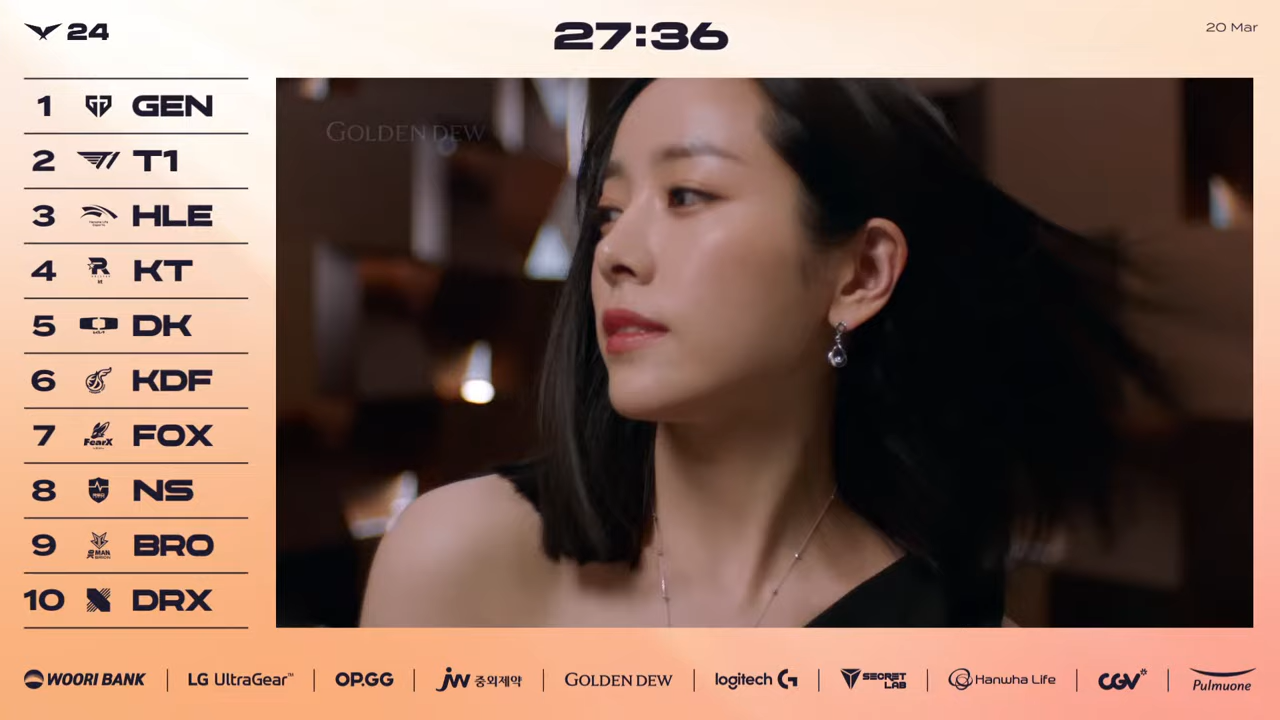 24
27:36
20 Mar
1 GEN
2 T1
3 HLE
4 KT
5 DK
6 KDF
7 FearX FOX
8 NS
9 BRO
10 DRX
GOLDEN DEW
WOORI BANK
LG UltraGear™
OP.GG
JW 중외제약
GOLDEN DEW
logitech G
SECRET LAB
Hanwha Life
CGV
Pulmuone